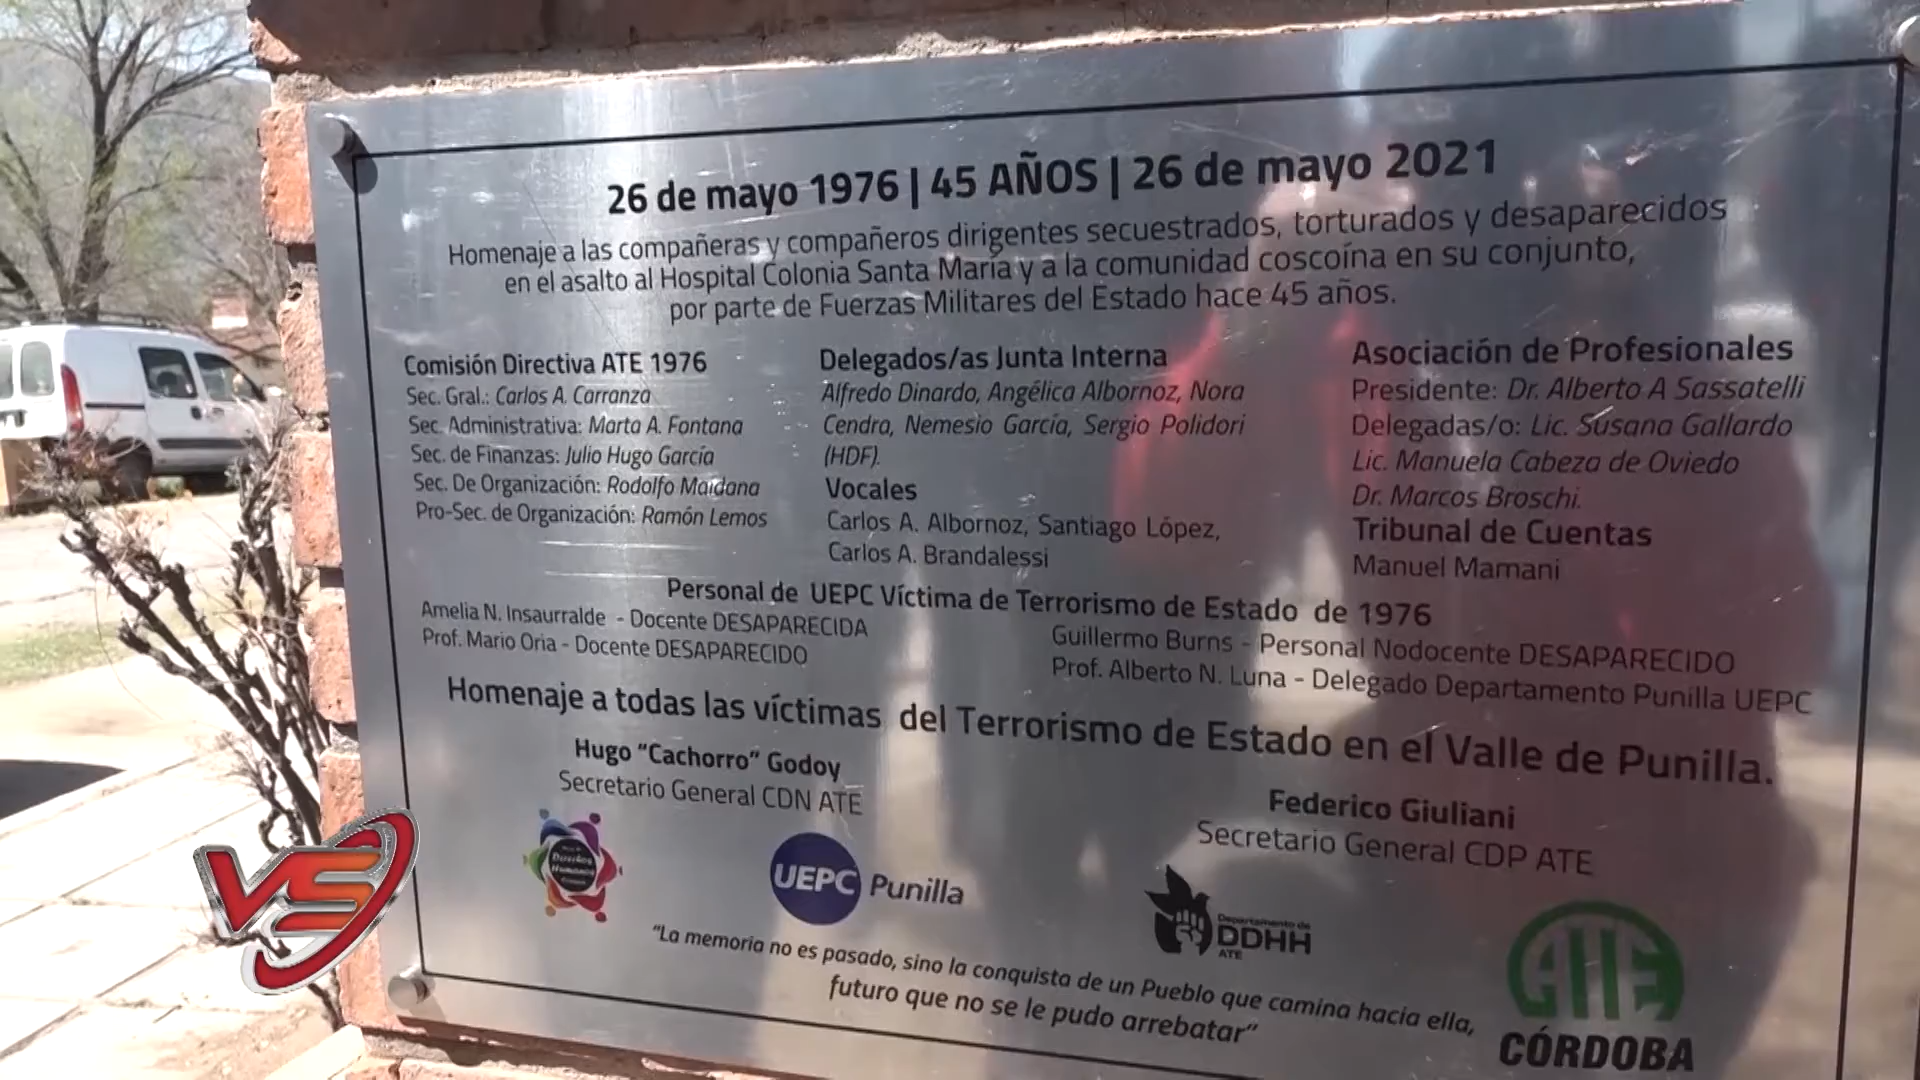 26 de mayo 1976 | 45 AÑOS | 26 de mayo 2021
Homenaje a las compañeras y compañeros dirigentes secuestrados, torturados y desaparecidos
en el asalto al Hospital Colonia Santa María y a la comunidad coscoína en su conjunto,
por parte de Fuerzas Militares del Estado hace 45 años.
Comisión Directiva ATE 1976
Sec. Gral.: Carlos A. Carranza
Sec. Administrativa: Marta A. Fontana
Sec. de Finanzas: Julio Hugo García
Sec. De Organización: Rodolfo Maidana
Pro-Sec. de Organización: Ramón Lemos
Delegados/as Junta Interna
Alfredo Dinardo, Angélica Albornoz, Nora
Cendra, Nemesio García, Sergio Polidori
(HDF).
Vocales
Carlos A. Albornoz, Santiago López,
Carlos A. Brandalessi
Asociación de Profesionales
Presidente: Dr. Alberto A Sassatelli
Delegadas/o: Lic. Susana Gallardo
Lic. Manuela Cabeza de Oviedo
Dr. Marcos Broschi.
Tribunal de Cuentas
Manuel Mamani
Personal de UEPC Víctima de Terrorismo de Estado de 1976
Amelia N. Insaurralde - Docente DESAPARECIDA
Prof. Mario Oria - Docente DESAPARECIDO
Guillermo Burns - Personal Nodocente DESAPARECIDO
Prof. Alberto N. Luna - Delegado Departamento Punilla UEPC
Homenaje a todas las víctimas del Terrorismo de Estado en el Valle de Punilla.
Hugo "Cachorro" Godoy
Secretario General CDN ATE
Federico Giuliani
Secretario General CDP ATE
Derechos
Humanos
UEPC Punilla
Departamento de
DDHH
ATE
ATE
CÓRDOBA
"La memoria no es pasado, sino la conquista de un Pueblo que camina hacia ella,
futuro que no se le pudo arrebatar"
VS